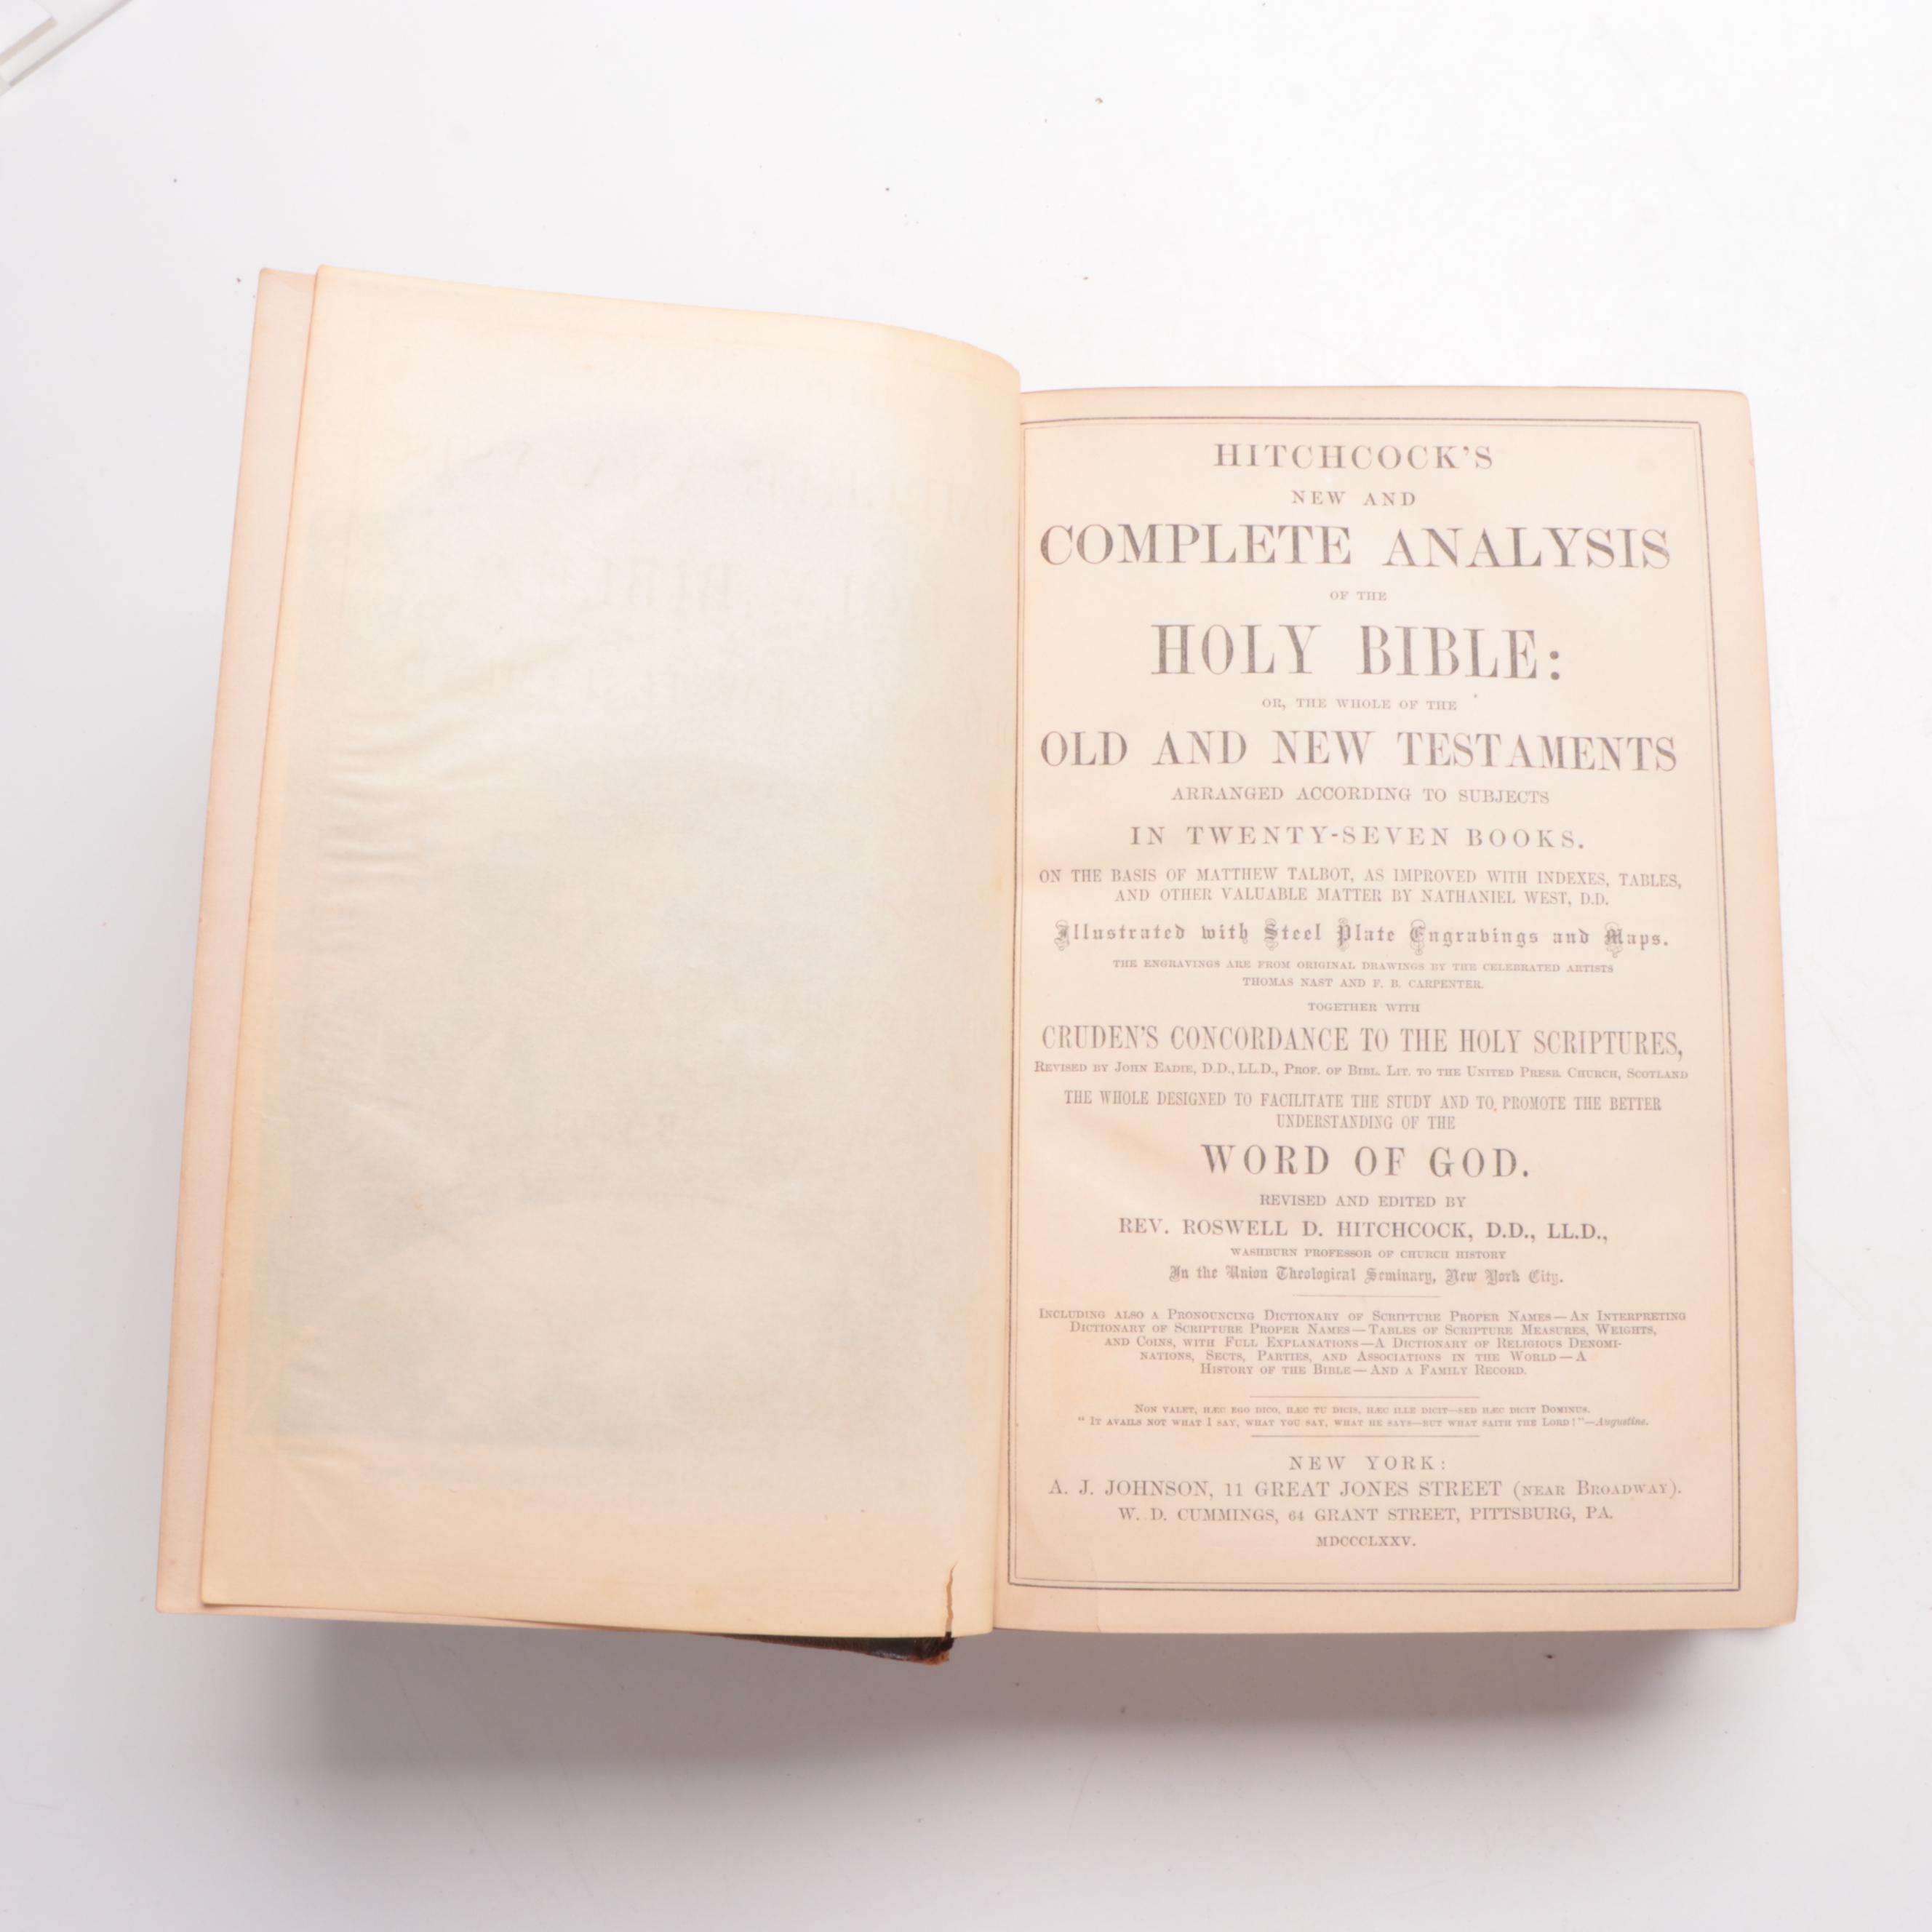 HITCHCOCK'S
NEW AND
COMPLETE ANALYSIS
OF THE
HOLY BIBLE:
OR, THE WHOLE OF THE
OLD AND NEW TESTAMENTS
ARRANGED ACCORDING TO SUBJECTS
IN TWENTY-SEVEN BOOKS.
ON THE BASIS OF MATTHEW TALBOT, AS IMPROVED WITH INDEXES, TABLES,
AND OTHER VALUABLE MATTER BY NATHANIEL WEST, D.D.
Illustrated with Steel Plate Engravings and Maps.
THE ENGRAVINGS ARE FROM ORIGINAL DRAWINGS BY THE CELEBRATED ARTISTS
THOMAS NAST AND F. B. CARPENTER.
TOGETHER WITH
CRUDEN'S CONCORDANCE TO THE HOLY SCRIPTURES,
REVISED BY JOHN EADIE, D.D., LL.D., PROF. OF BIBL. LIT. TO THE UNITED PRESB. CHURCH, SCOTLAND
THE WHOLE DESIGNED TO FACILITATE THE STUDY AND TO PROMOTE THE BETTER
UNDERSTANDING OF THE
WORD OF GOD.
REVISED AND EDITED BY
REV. ROSWELL D. HITCHCOCK, D.D., LL.D.,
WASHBURN PROFESSOR OF CHURCH HISTORY
In the Union Theological Seminary, New York City.
INCLUDING ALSO A PRONOUNCING DICTIONARY OF SCRIPTURE PROPER NAMES—AN INTERPRETING
DICTIONARY OF SCRIPTURE PROPER NAMES—TABLES OF SCRIPTURE MEASURES, WEIGHTS,
AND COINS, WITH FULL EXPLANATIONS—A DICTIONARY OF RELIGIOUS DENOMI-
NATIONS, SECTS, PARTIES, AND ASSOCIATIONS IN THE WORLD—A
HISTORY OF THE BIBLE—AND A FAMILY RECORD.
NON VALET, HÆC EGO DICO, HÆC TU DICIS, HÆC ILLE DICIT—SED HÆC DICIT DOMINUS.
"IT AVAILS NOT WHAT I SAY, WHAT YOU SAY, WHAT HE SAYS—BUT WHAT SAITH THE LORD!"—Augustine.
NEW YORK:
A. J. JOHNSON, 11 GREAT JONES STREET (NEAR BROADWAY).
W. D. CUMMINGS, 64 GRANT STREET, PITTSBURG, PA.
MDCCCLXXV.